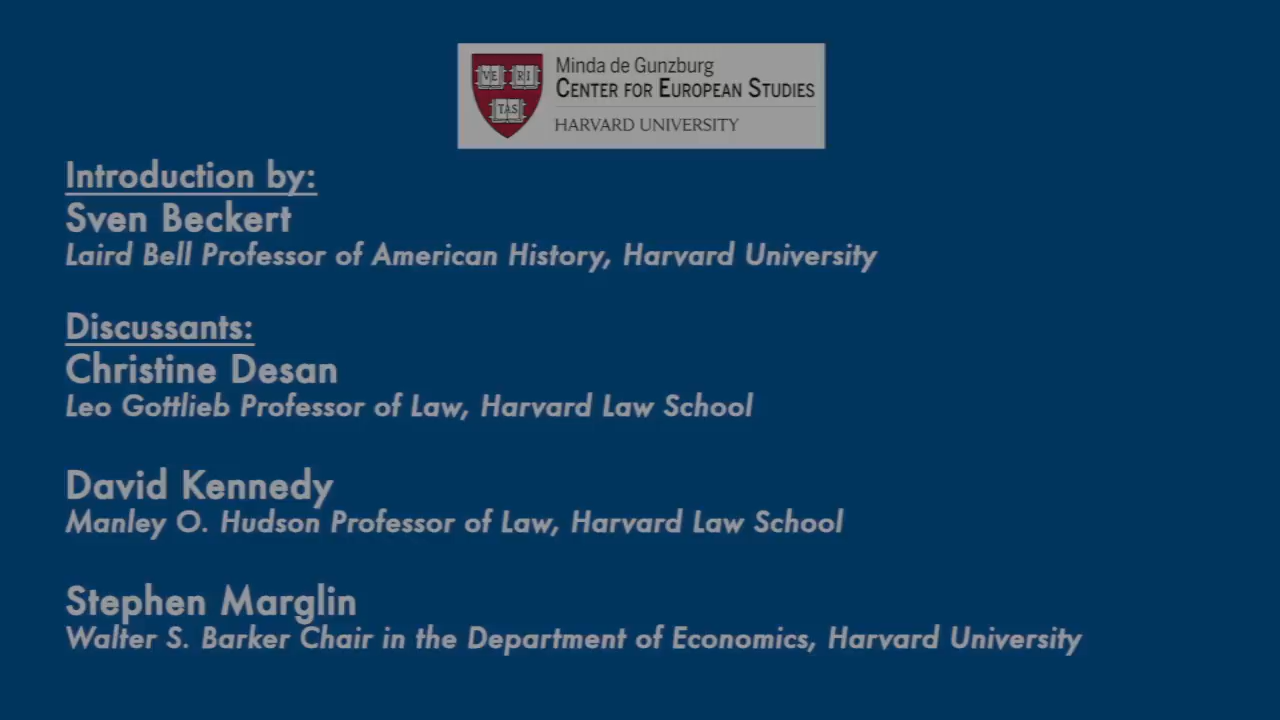 VE RI
TAS
Minda de Gunzburg
CENTER FOR EUROPEAN STUDIES
HARVARD UNIVERSITY
Introduction by:
Sven Beckert
Laird Bell Professor of American History, Harvard University
Discussants:
Christine Desan
Leo Gottlieb Professor of Law, Harvard Law School
David Kennedy
Manley O. Hudson Professor of Law, Harvard Law School
Stephen Marglin
Walter S. Barker Chair in the Department of Economics, Harvard University